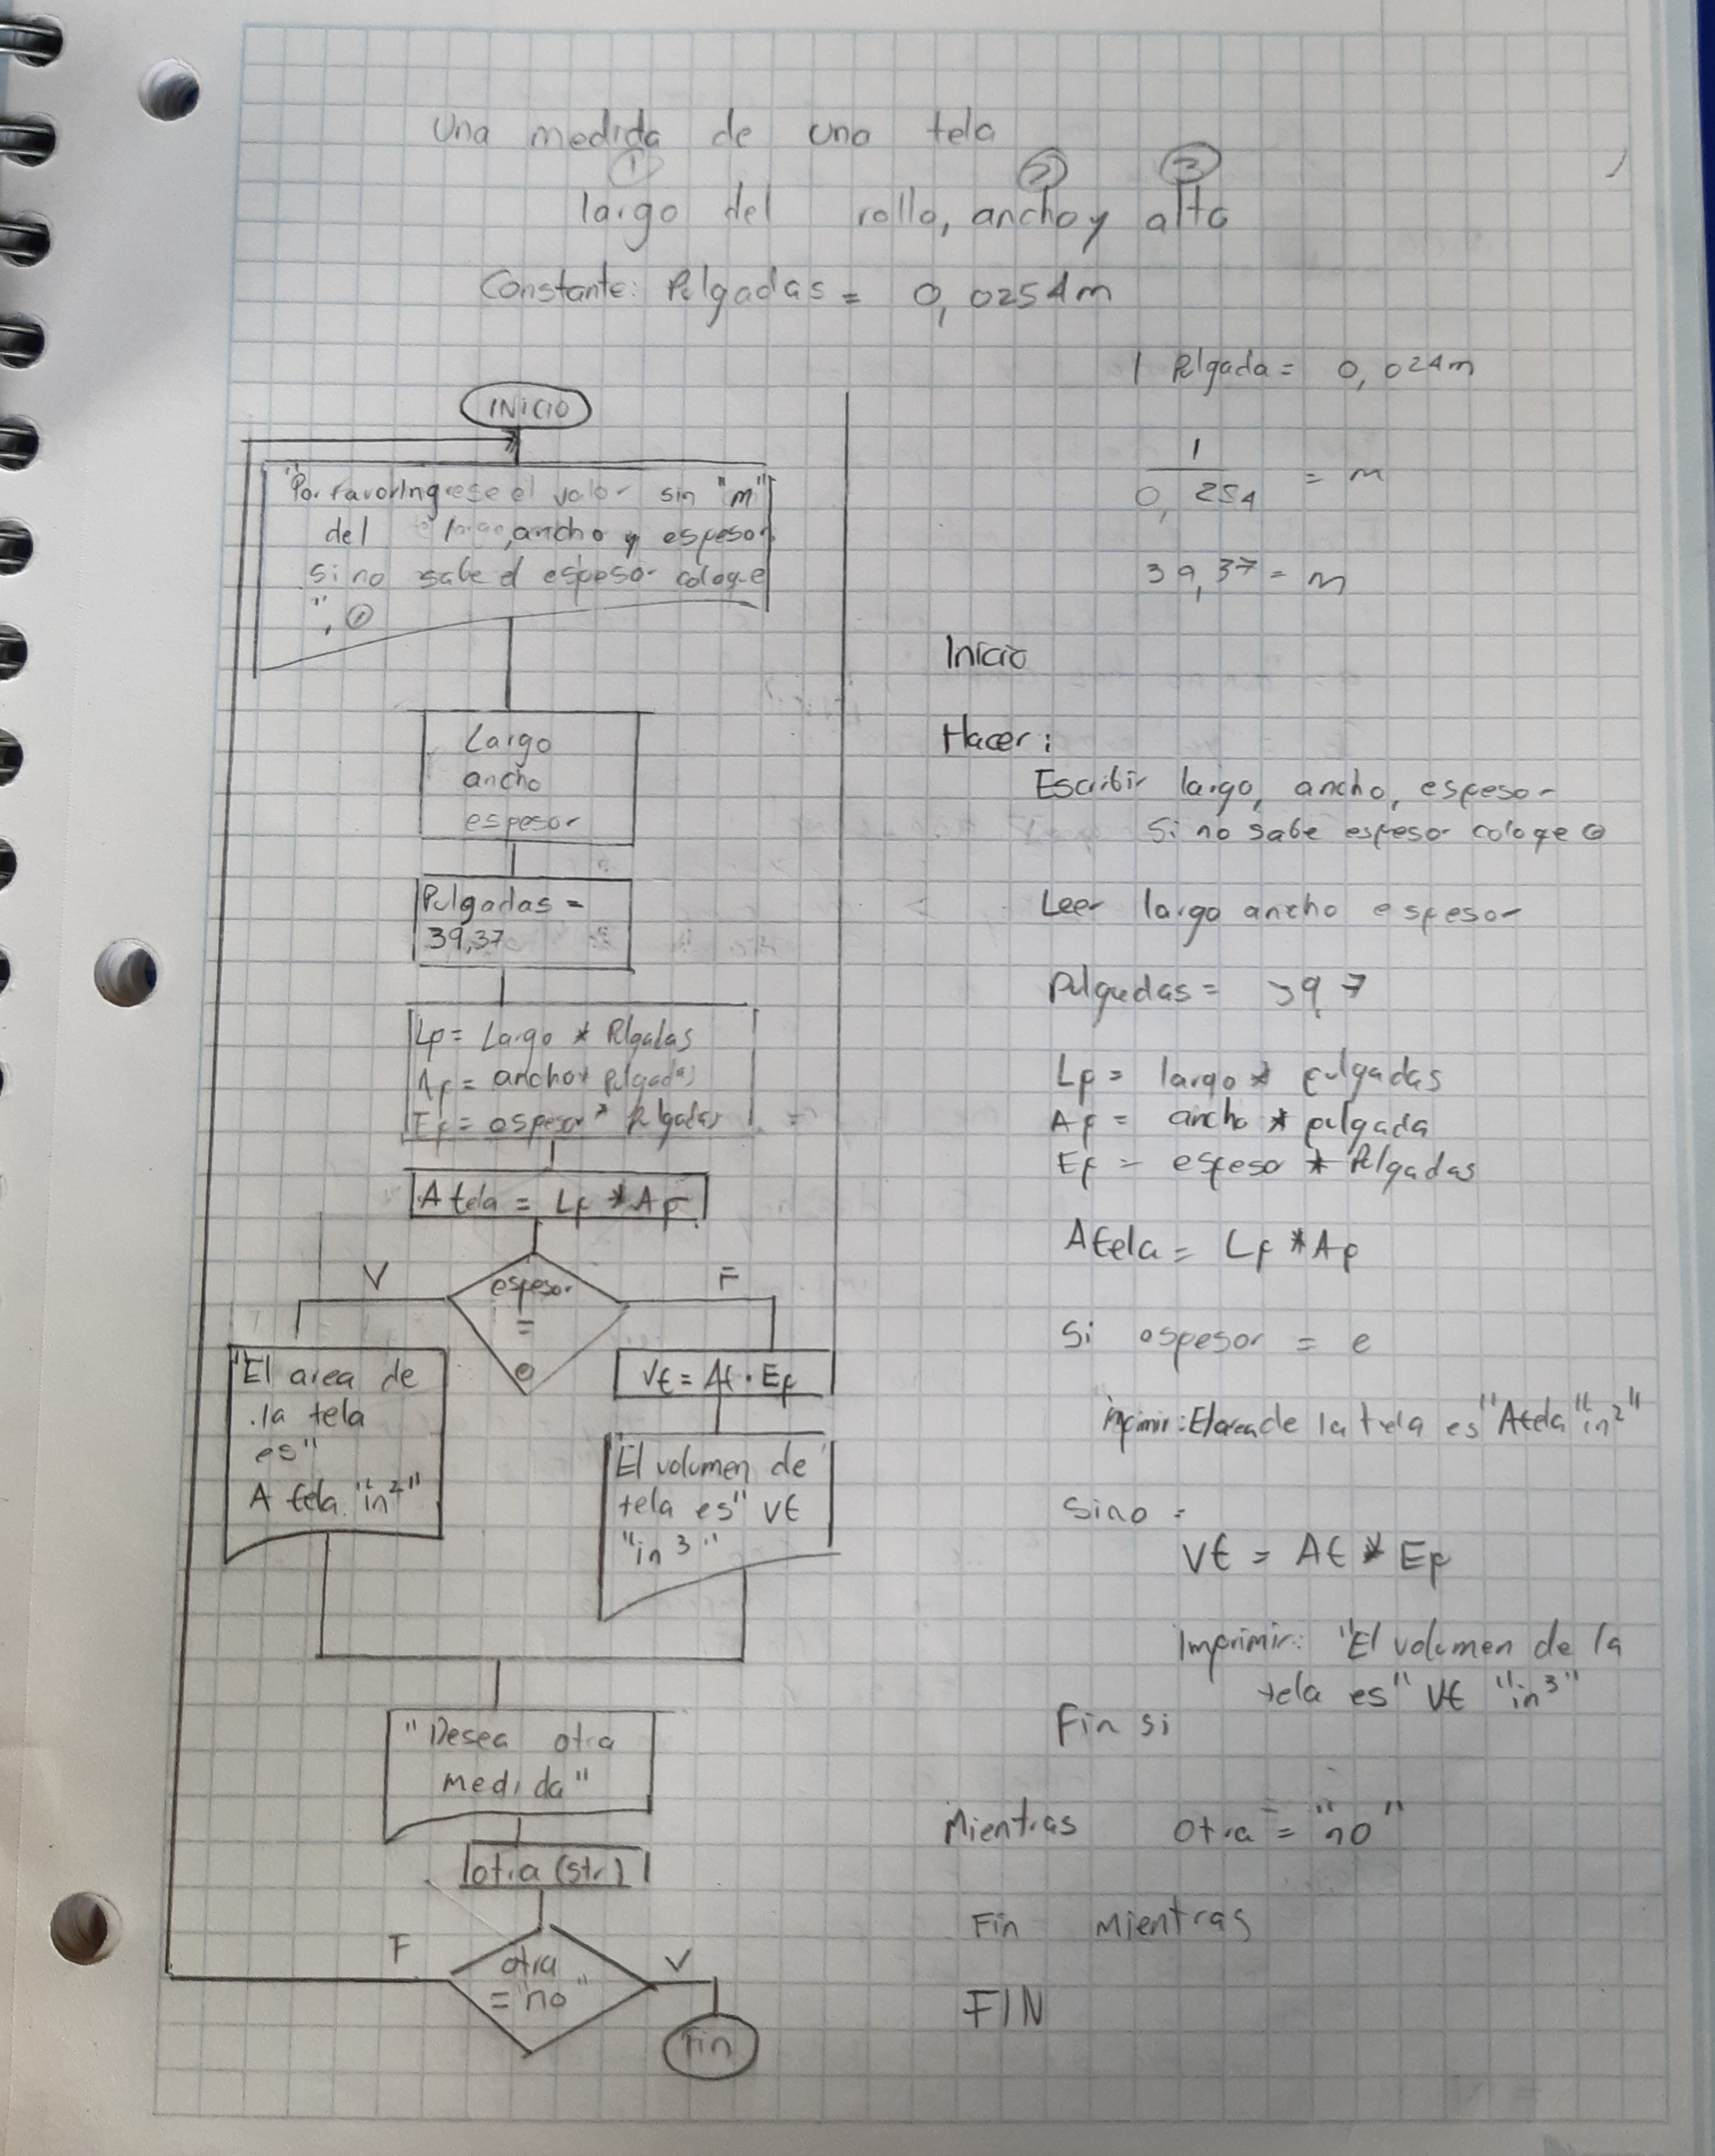 Una medida de una tela
① ② ③
largo del rollo, ancho y alto
Constante: Pulgadas = 0,0254m
1 Pulgada = 0,024m
1
0, 254 = m
39,37 = m
INICIO
"Por favor Ingrese el valor sin "m"
del largo, ancho y espesor
si no sabe el espesor coloque
", 0
Largo
ancho
espesor
Pulgadas =
39,37
Lp = Largo * Pulgadas
Ap = ancho * pulgadas
Ep = espesor * Pulgadas
A tela = Lp * Ap
V
espesor
=
0
F
"El area de
la tela
es"
A tela "in²"
Vt = At · Ep
El volumen de
tela es" Vt
"in 3"
"Desea otra
medida"
otra (str)
F
otra
= "no"
V
Fin
Inicio
Hacer:
Escribir largo, ancho, espesor
Si no sabe espesor coloqe 0
Leer largo ancho espesor
Pulgadas = 39,7
Lp = largo * pulgadas
Ap = ancho * pulgada
Ep = espeso * Pulgadas
Atela = Lp * Ap
Si espesor = e
Imprimir: El area de la tela es "Atela "in²"
Sino =
Vt = At * Ep
Imprimir: "El volumen de la
tela es" Vt "in³"
Fin si
Mientras otra = "no"
Fin Mientras
FIN